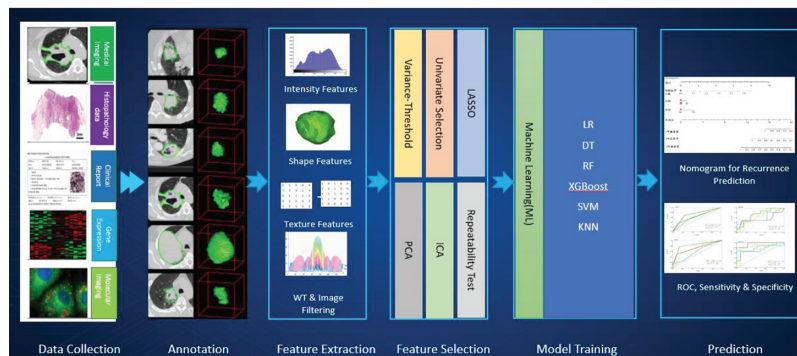 Medical
Imaging
Histopathology
data
Clinical
Report
Gene
Expression
Molecular
Imaging
Intensity Features
Shape Features
Texture Features
WT & Image
Filtering
Variance-Threshold
Univariate Selection
LASSO
PCA
ICA
Repeatability Test
Machine Learning(ML)
LR
DT
RF
XGBoost
SVM
KNN
Nomogram for Recurrence
Prediction
ROC, Sensitivity & Specificity
Data Collection
Annotation
Feature Extraction
Feature Selection
Model Training
Prediction